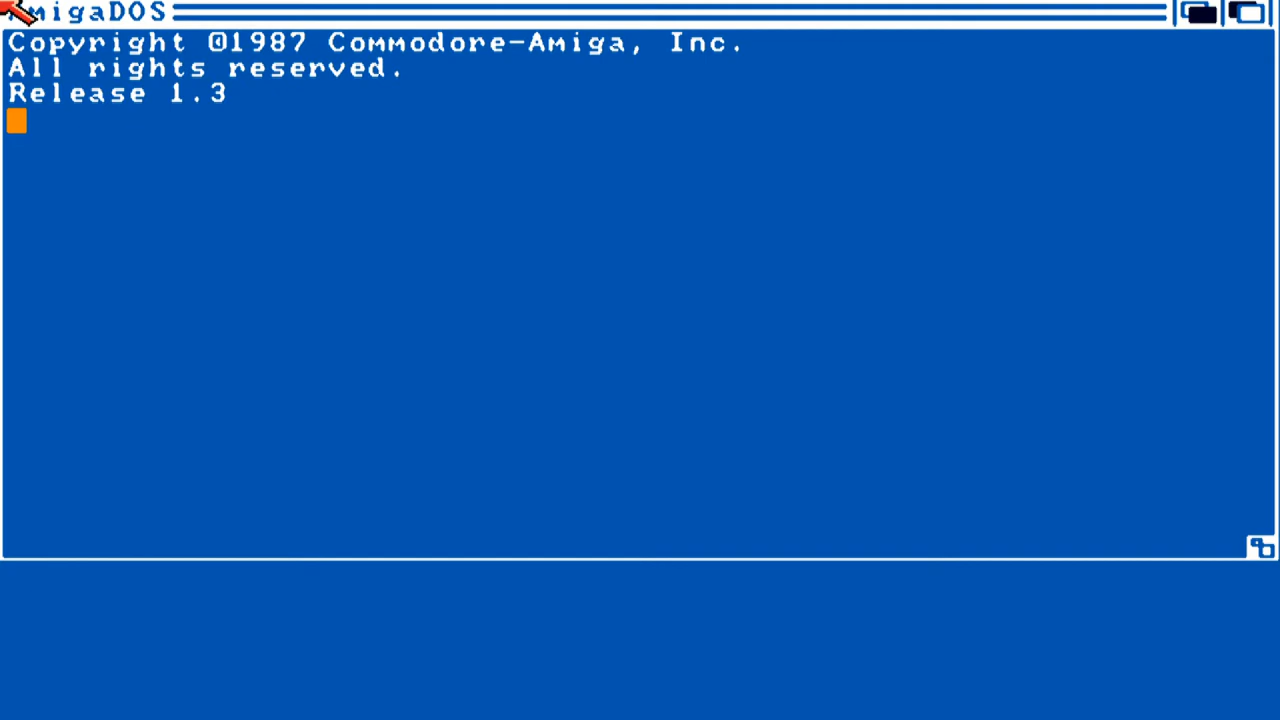 AmigaDOS
Copyright ©1987 Commodore-Amiga, Inc.
All rights reserved.
Release 1.3